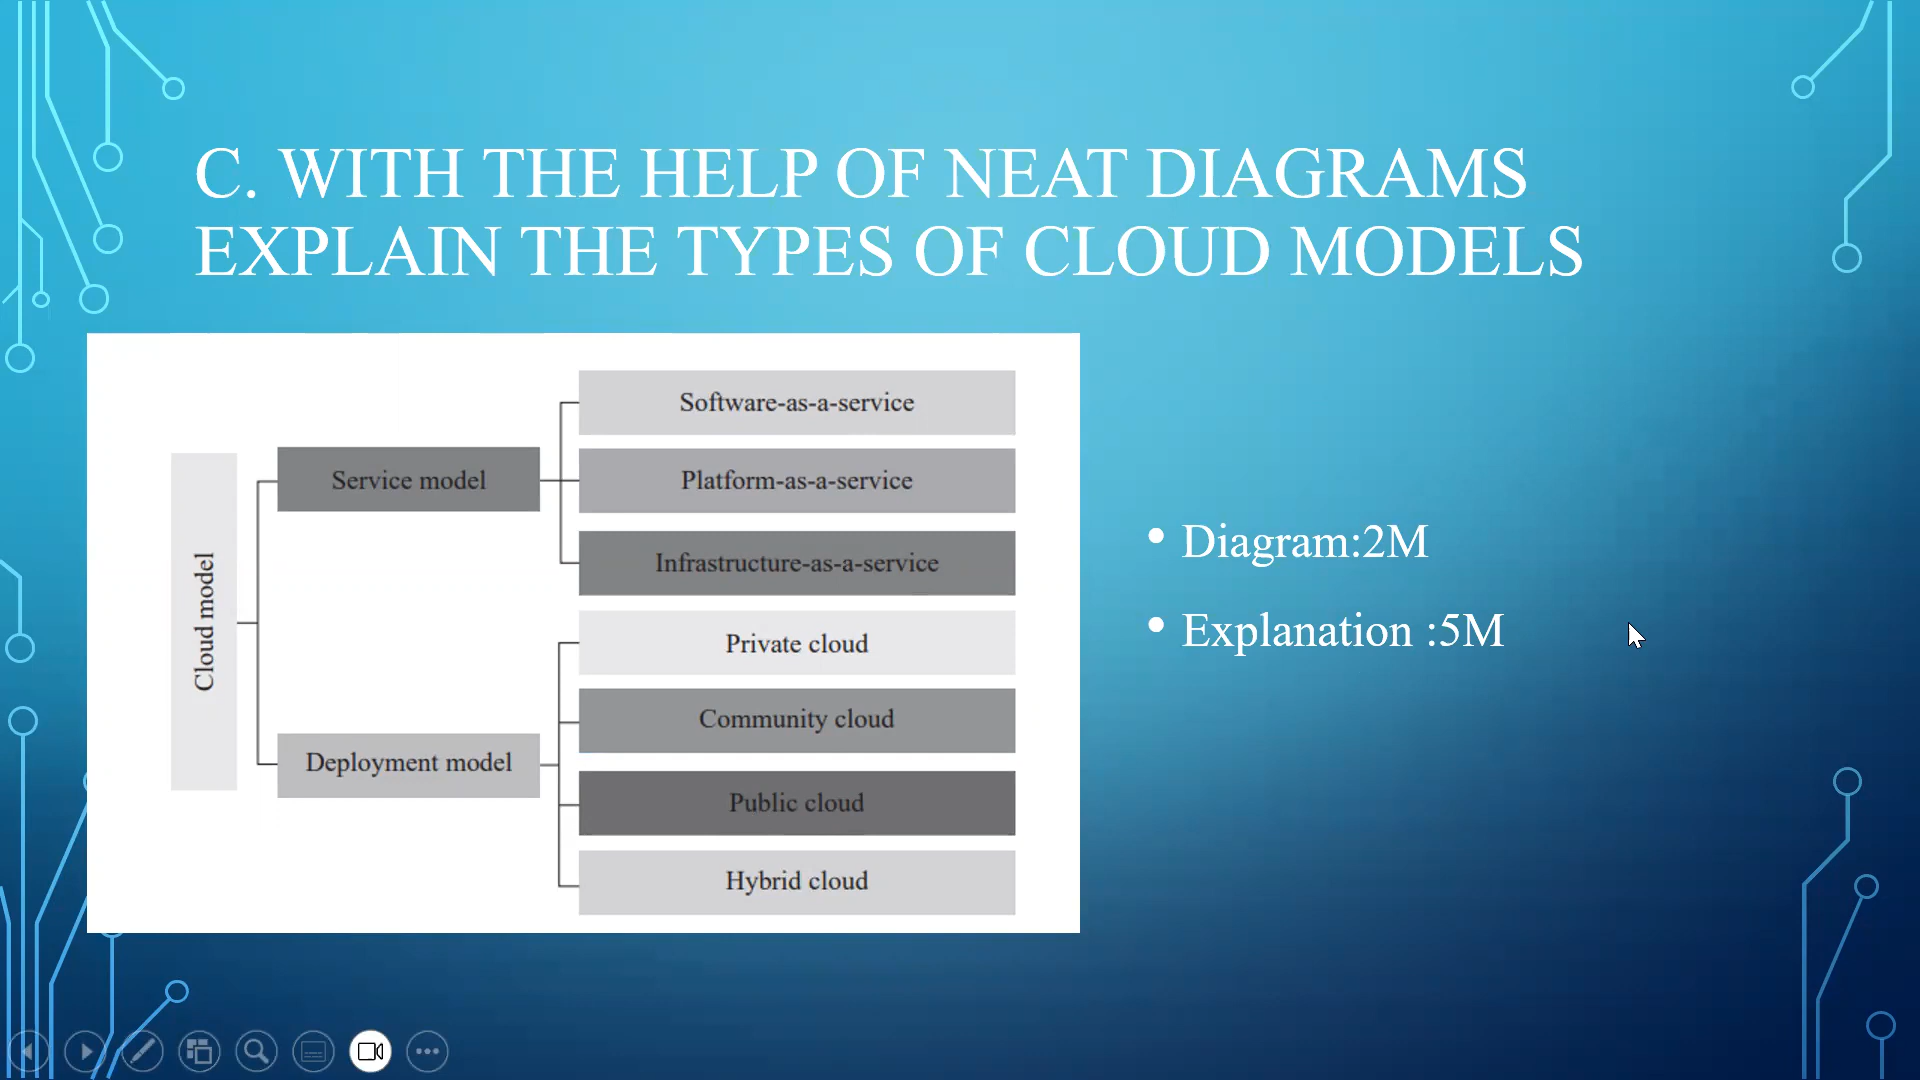 C. WITH THE HELP OF NEAT DIAGRAMS
EXPLAIN THE TYPES OF CLOUD MODELS
Cloud model
Service model
Software-as-a-service
Platform-as-a-service
Infrastructure-as-a-service
Deployment model
Private cloud
Community cloud
Public cloud
Hybrid cloud
• Diagram:2M
• Explanation :5M